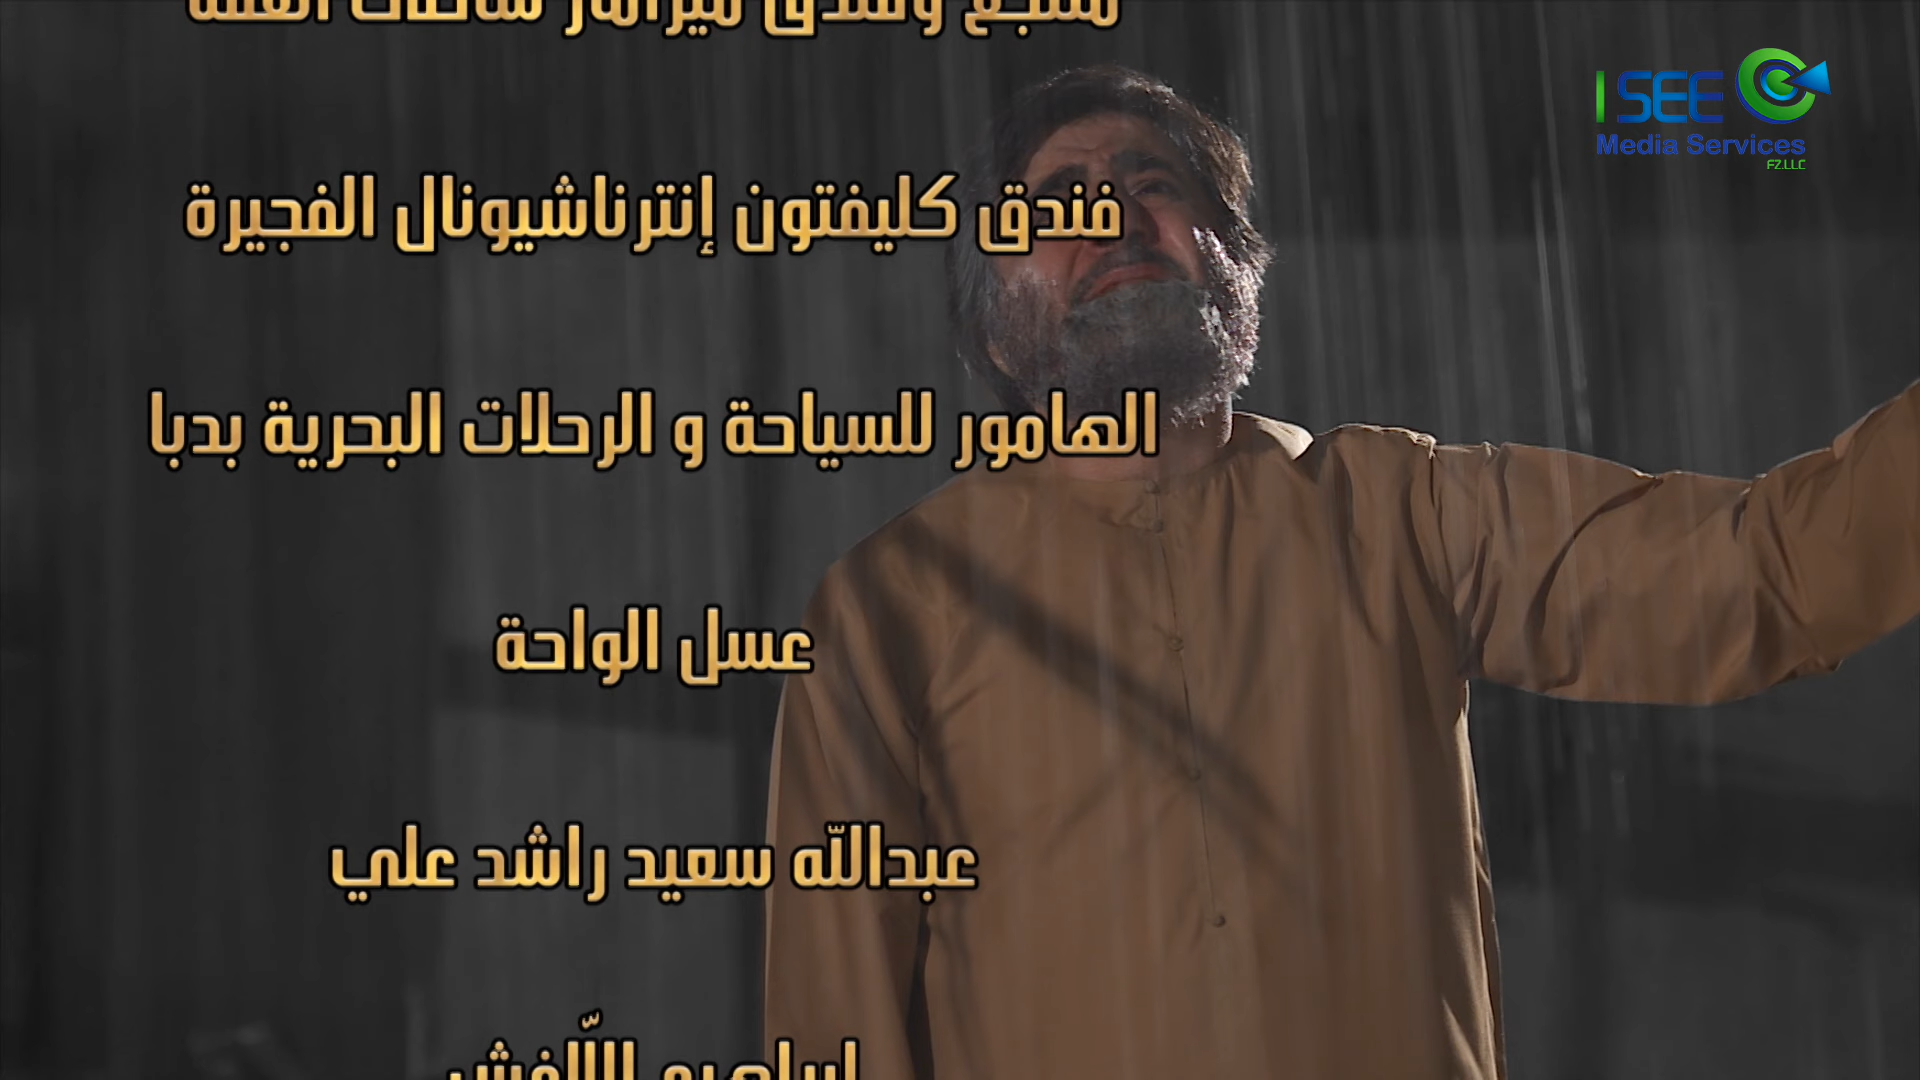 فندق كليفتون إنترناشيونال الفجيرة
الهامور للسياحة و الرحلات البحرية بدبا
عسل الواحة
عبدالله سعيد راشد علي
I SEE
Media Services
FZ.LLC